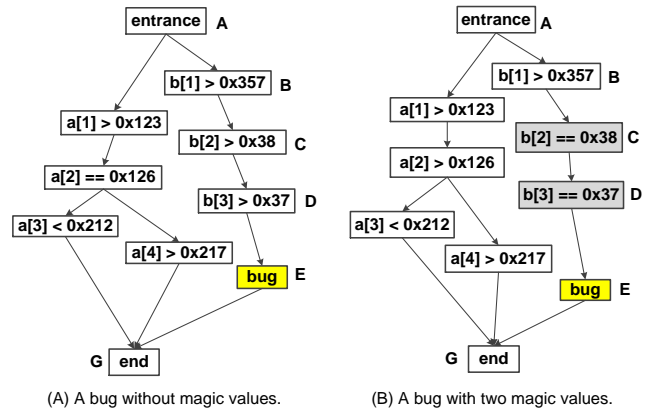 entrance A
b[1] > 0x357 B
a[1] > 0x123
b[2] > 0x38 C
a[2] == 0x126
b[3] > 0x37 D
a[3] < 0x212
a[4] > 0x217
bug E
G end
(A) A bug without magic values.
entrance A
b[1] > 0x357 B
a[1] > 0x123
b[2] == 0x38 C
a[2] > 0x126
b[3] == 0x37 D
a[3] < 0x212
a[4] > 0x217
bug E
G end
(B) A bug with two magic values.